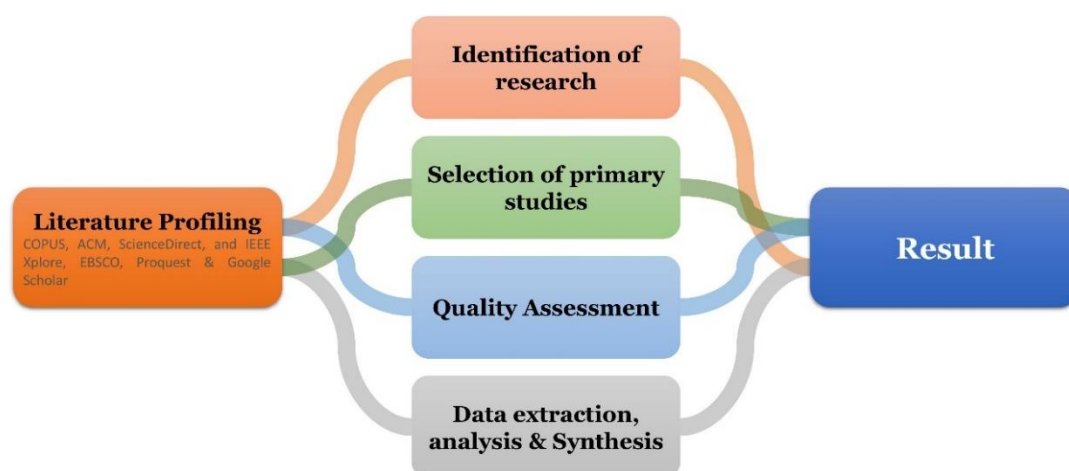 Identification of
research
Selection of primary
studies
Literature Profiling
COPUS, ACM, ScienceDirect, and IEEE
Xplore, EBSCO, Proquest & Google
Scholar
Result
Quality Assessment
Data extraction,
analysis & Synthesis